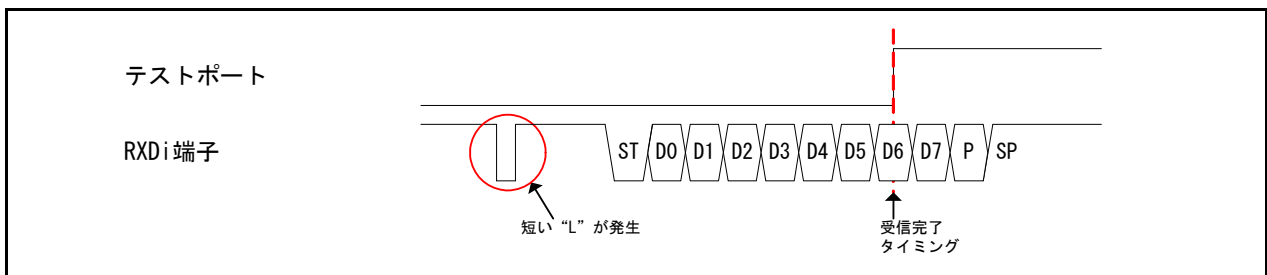 テストポート
RXDi端子
ST D0 D1 D2 D3 D4 D5 D6 D7 P SP
短い“L”が発生
受信完了
タイミング